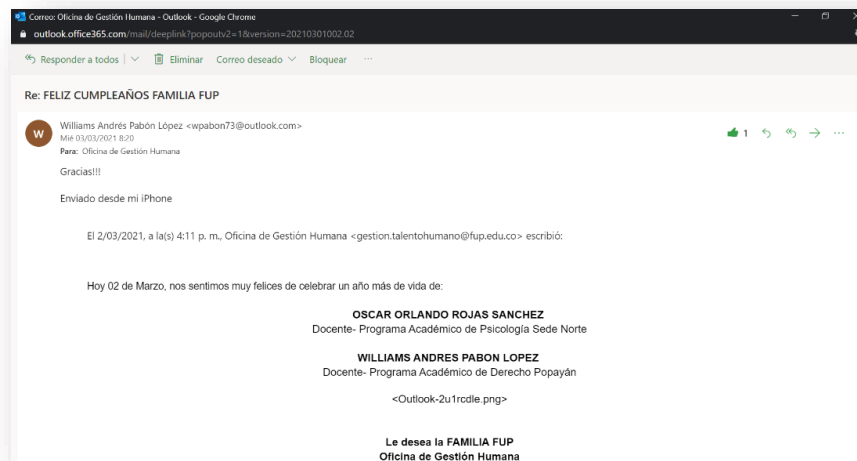 Correo: Oficina de Gestión Humana - Outlook - Google Chrome
outlook.office365.com/mail/deeplink?popoutv2=1&version=20210301002.02
Responder a todos Eliminar Correo deseado Bloquear ...
Re: FELIZ CUMPLEAÑOS FAMILIA FUP
W
Williams Andrés Pabón López <wpabon73@outlook.com>
Mié 03/03/2021 8:20
1
Para: Oficina de Gestión Humana
Gracias!!!
Enviado desde mi iPhone
El 2/03/2021, a la(s) 4:11 p. m., Oficina de Gestión Humana <gestion.talentohumano@fup.edu.co> escribió:
Hoy 02 de Marzo, nos sentimos muy felices de celebrar un año más de vida de:
OSCAR ORLANDO ROJAS SANCHEZ
Docente- Programa Académico de Psicología Sede Norte
WILLIAMS ANDRES PABON LOPEZ
Docente- Programa Académico de Derecho Popayán
<Outlook-2u1rcdle.png>
Le desea la FAMILIA FUP
Oficina de Gestión Humana